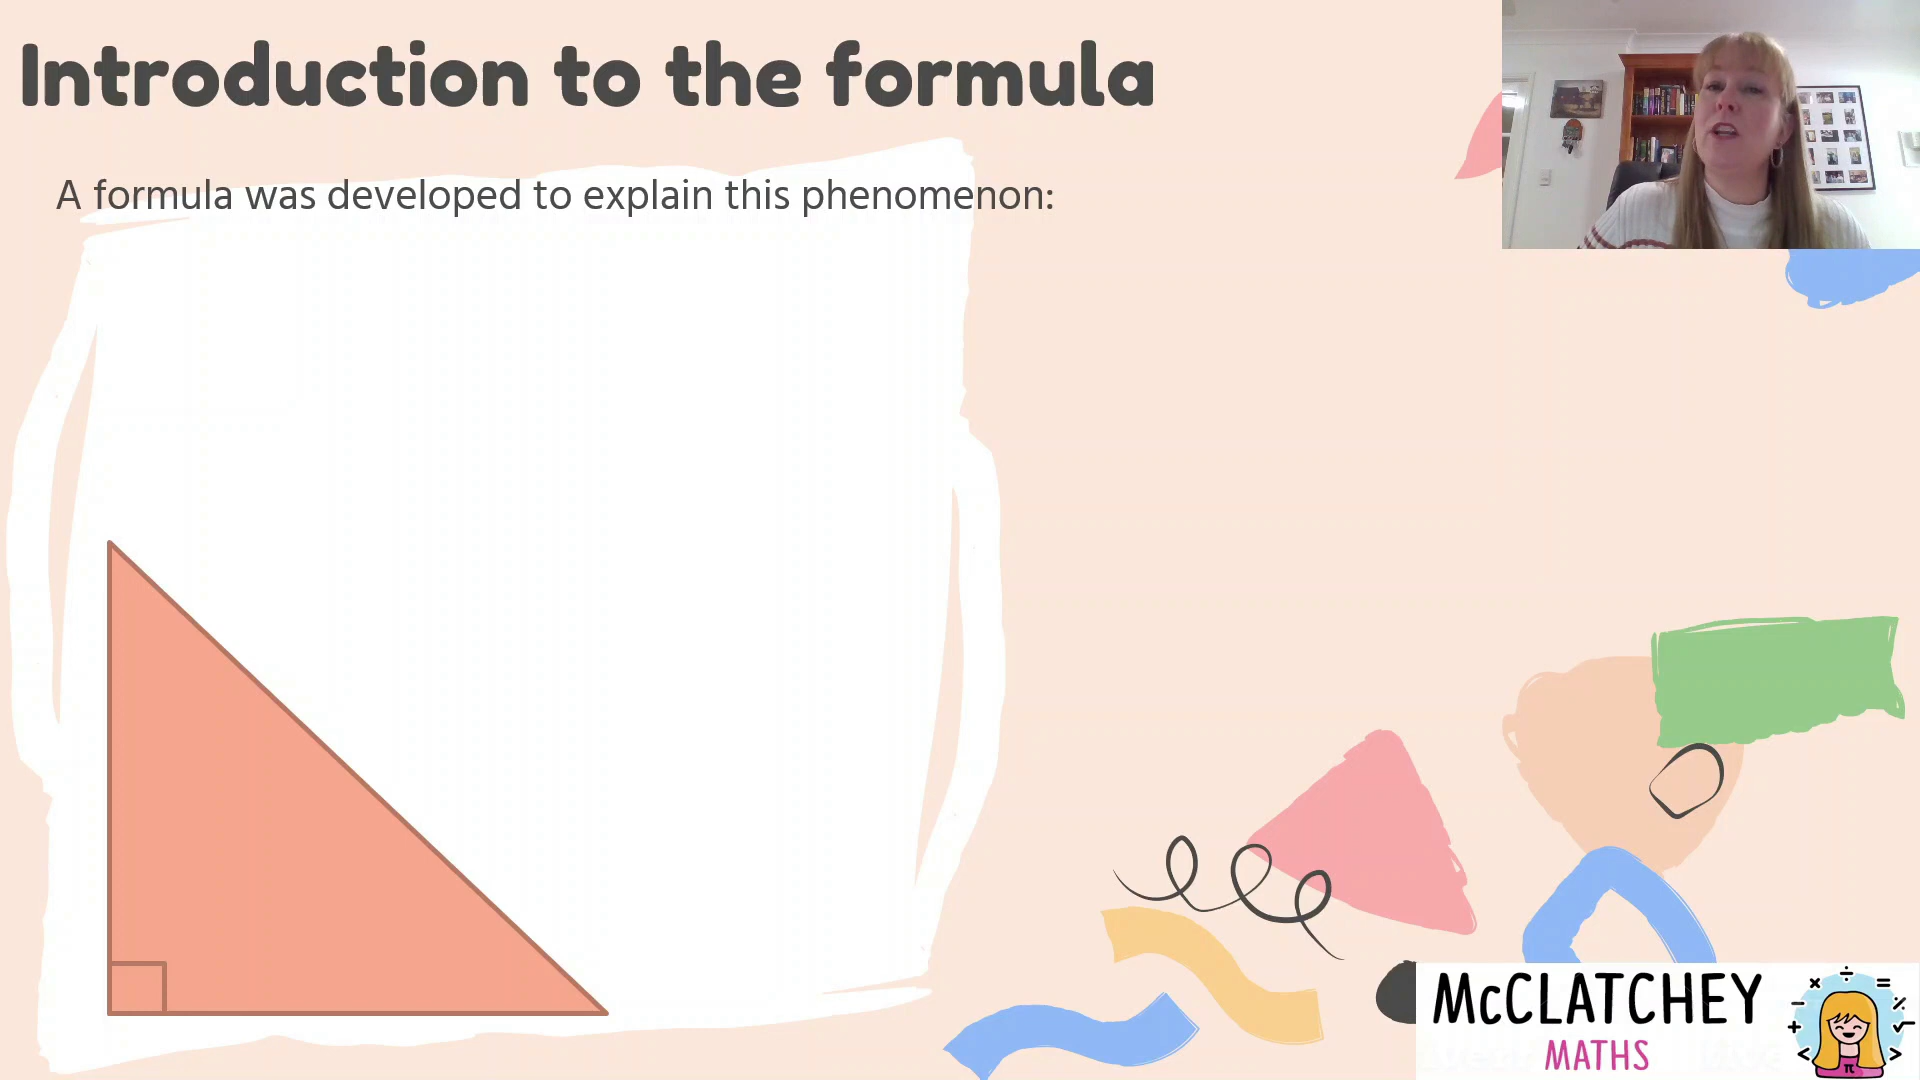 Introduction to the formula
A formula was developed to explain this phenomenon:
McCLATCHEY
MATHS
π